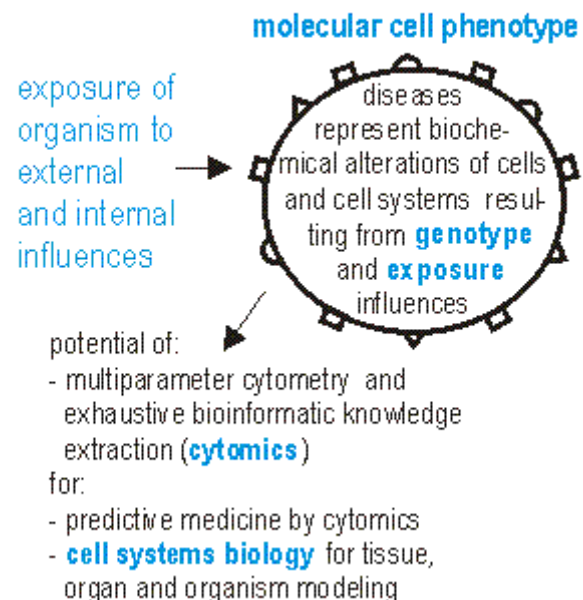 molecular cell phenotype
exposure of
organism to
external
and internal
influences
diseases
represent bioche-
mical alterations of cells
and cell systems resul-
ting from genotype
and exposure
influences
potential of:
- multiparameter cytometry and
exhaustive bioinformatic knowledge
extraction (cytomics)
for:
- predictive medicine by cytomics
- cell systems biology for tissue,
organ and organism modeling